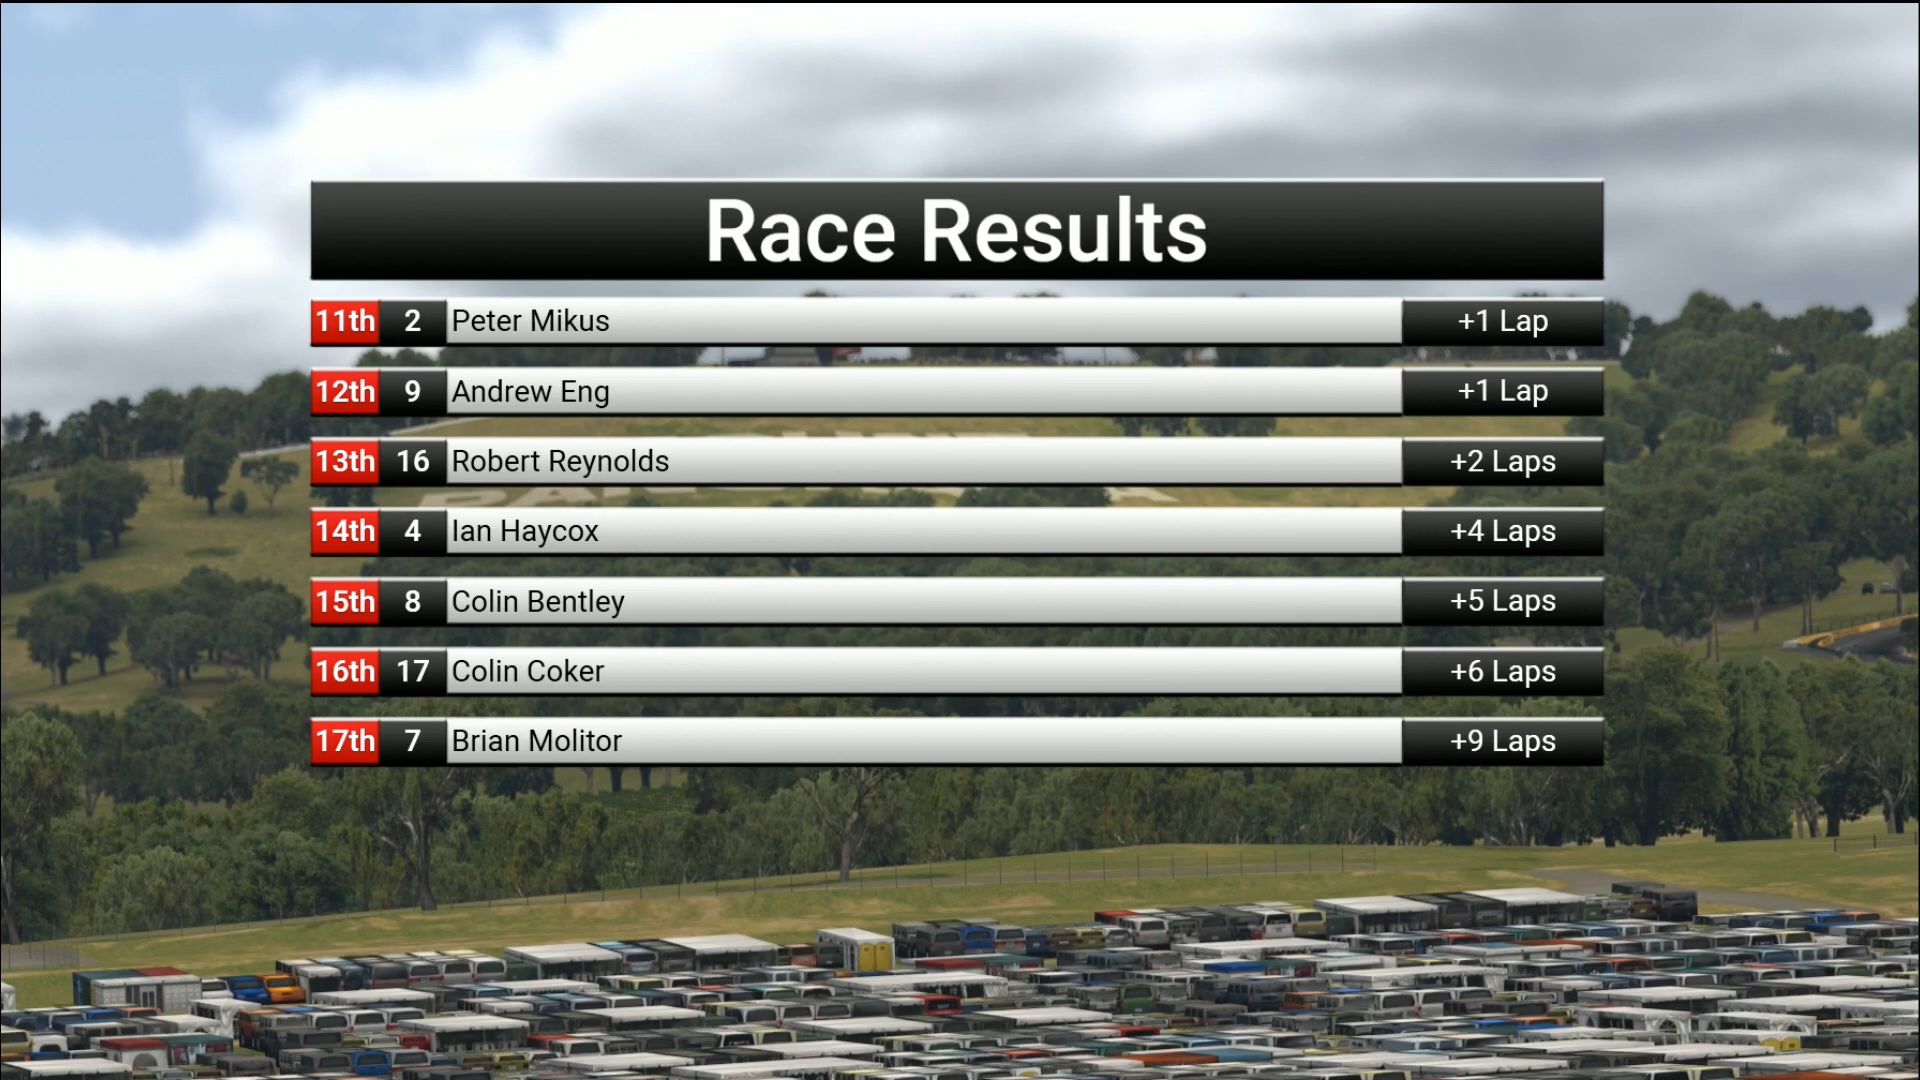 Race Results
11th 2 Peter Mikus +1 Lap
12th 9 Andrew Eng +1 Lap
13th 16 Robert Reynolds +2 Laps
14th 4 Ian Haycox +4 Laps
15th 8 Colin Bentley +5 Laps
16th 17 Colin Coker +6 Laps
17th 7 Brian Molitor +9 Laps